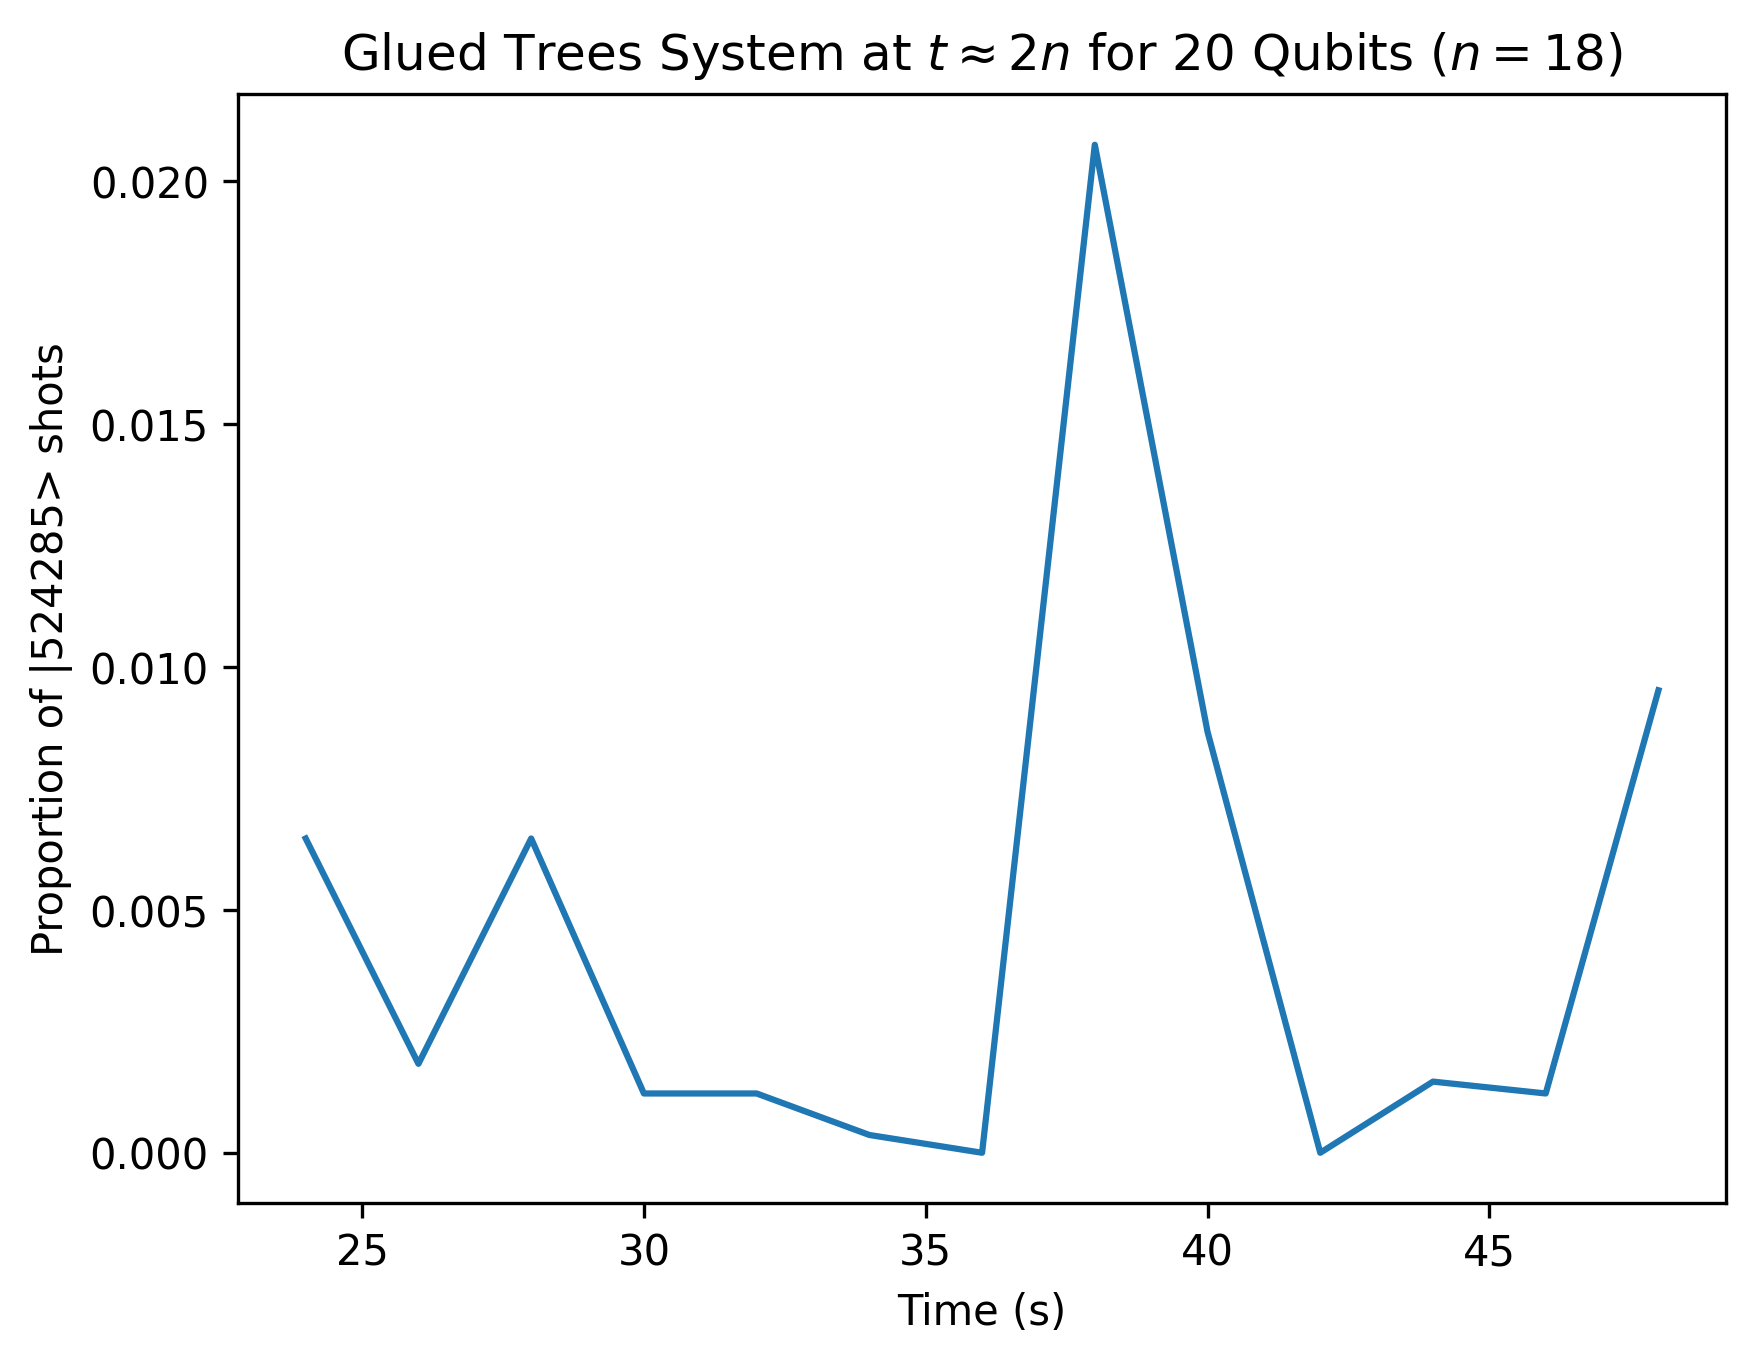 Glued Trees System at t ≈ 2n for 20 Qubits (n = 18)
Proportion of |524285> shots
0.020
0.015
0.010
0.005
0.000
25 30 35 40 45
Time (s)